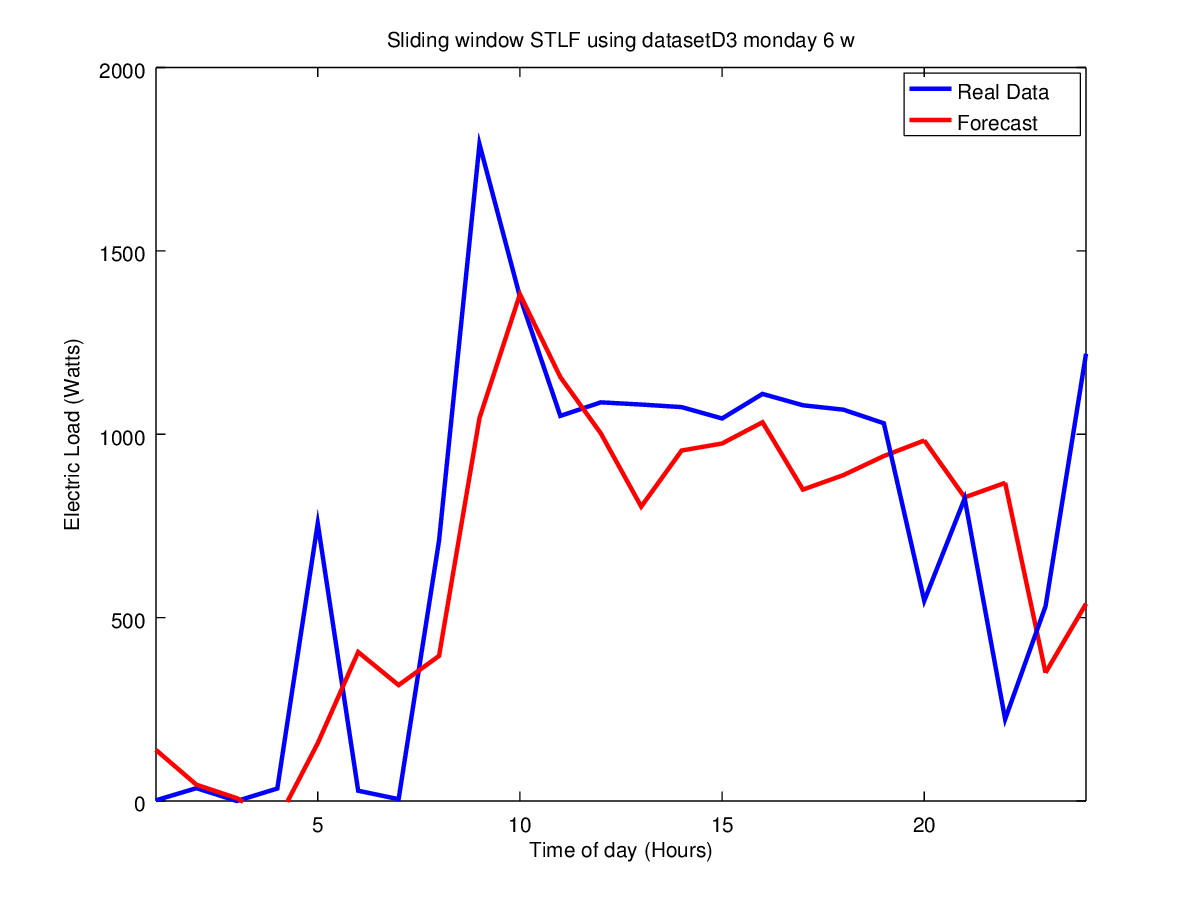 Sliding window STLF using datasetD3 monday 6 w
2000
1500
1000
500
0
5
10
15
20
Electric Load (Watts)
Time of day (Hours)
Real Data
Forecast